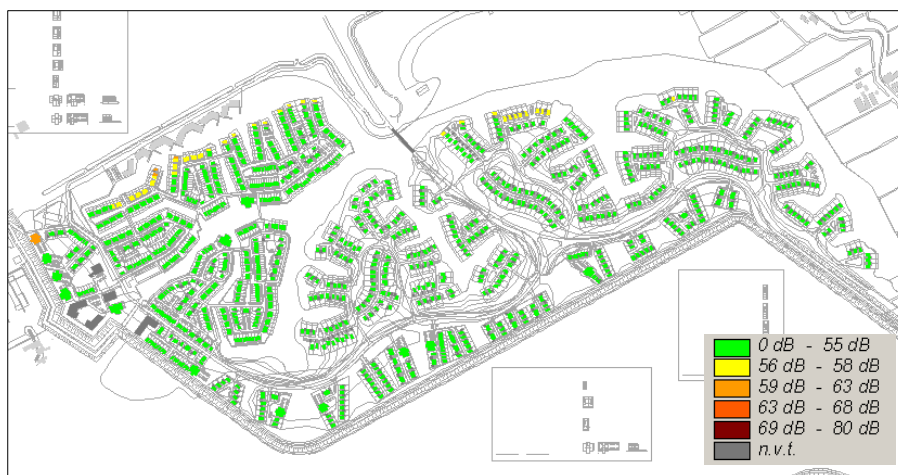 0 dB - 55 dB
56 dB - 58 dB
59 dB - 63 dB
63 dB - 68 dB
69 dB - 80 dB
n.v.t.